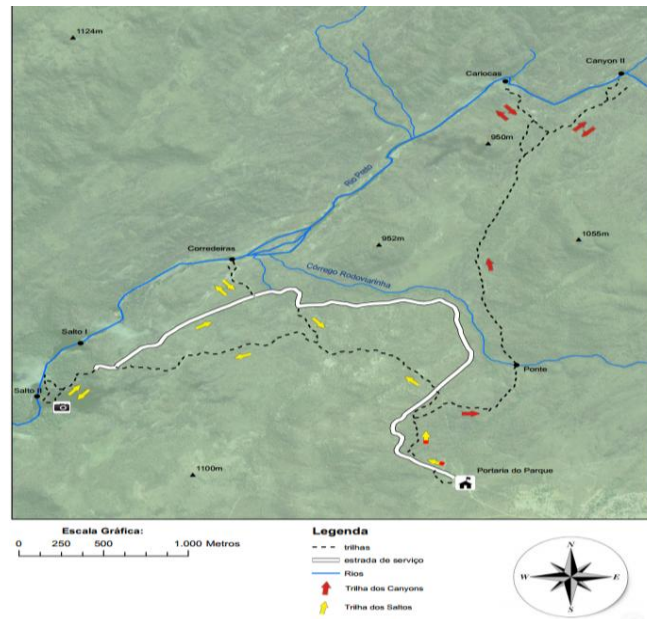 1124m
Canyon II
Cariocas
950m
Rio Preto
1055m
952m
Corredeiras
Córrego Rodoviarinha
Salto I
Ponte
Salto II
1100m
Portaria do Parque
Escala Gráfica:
0 250 500 1.000 Metros
Legenda
trilhas
estrada de serviço
Rios
Trilha dos Canyons
Trilha dos Saltos
N
W E
S